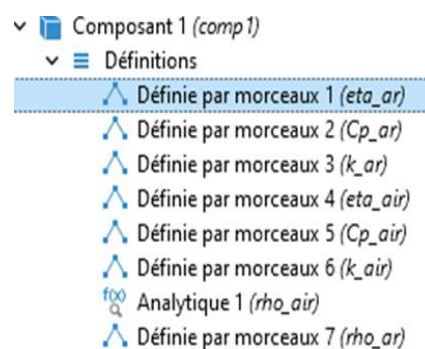 Composant 1 (comp1)
Définitions
Définie par morceaux 1 (eta_ar)
Définie par morceaux 2 (Cp_ar)
Définie par morceaux 3 (k_ar)
Définie par morceaux 4 (eta_air)
Définie par morceaux 5 (Cp_air)
Définie par morceaux 6 (k_air)
f(x) Analytique 1 (rho_air)
Définie par morceaux 7 (rho_ar)